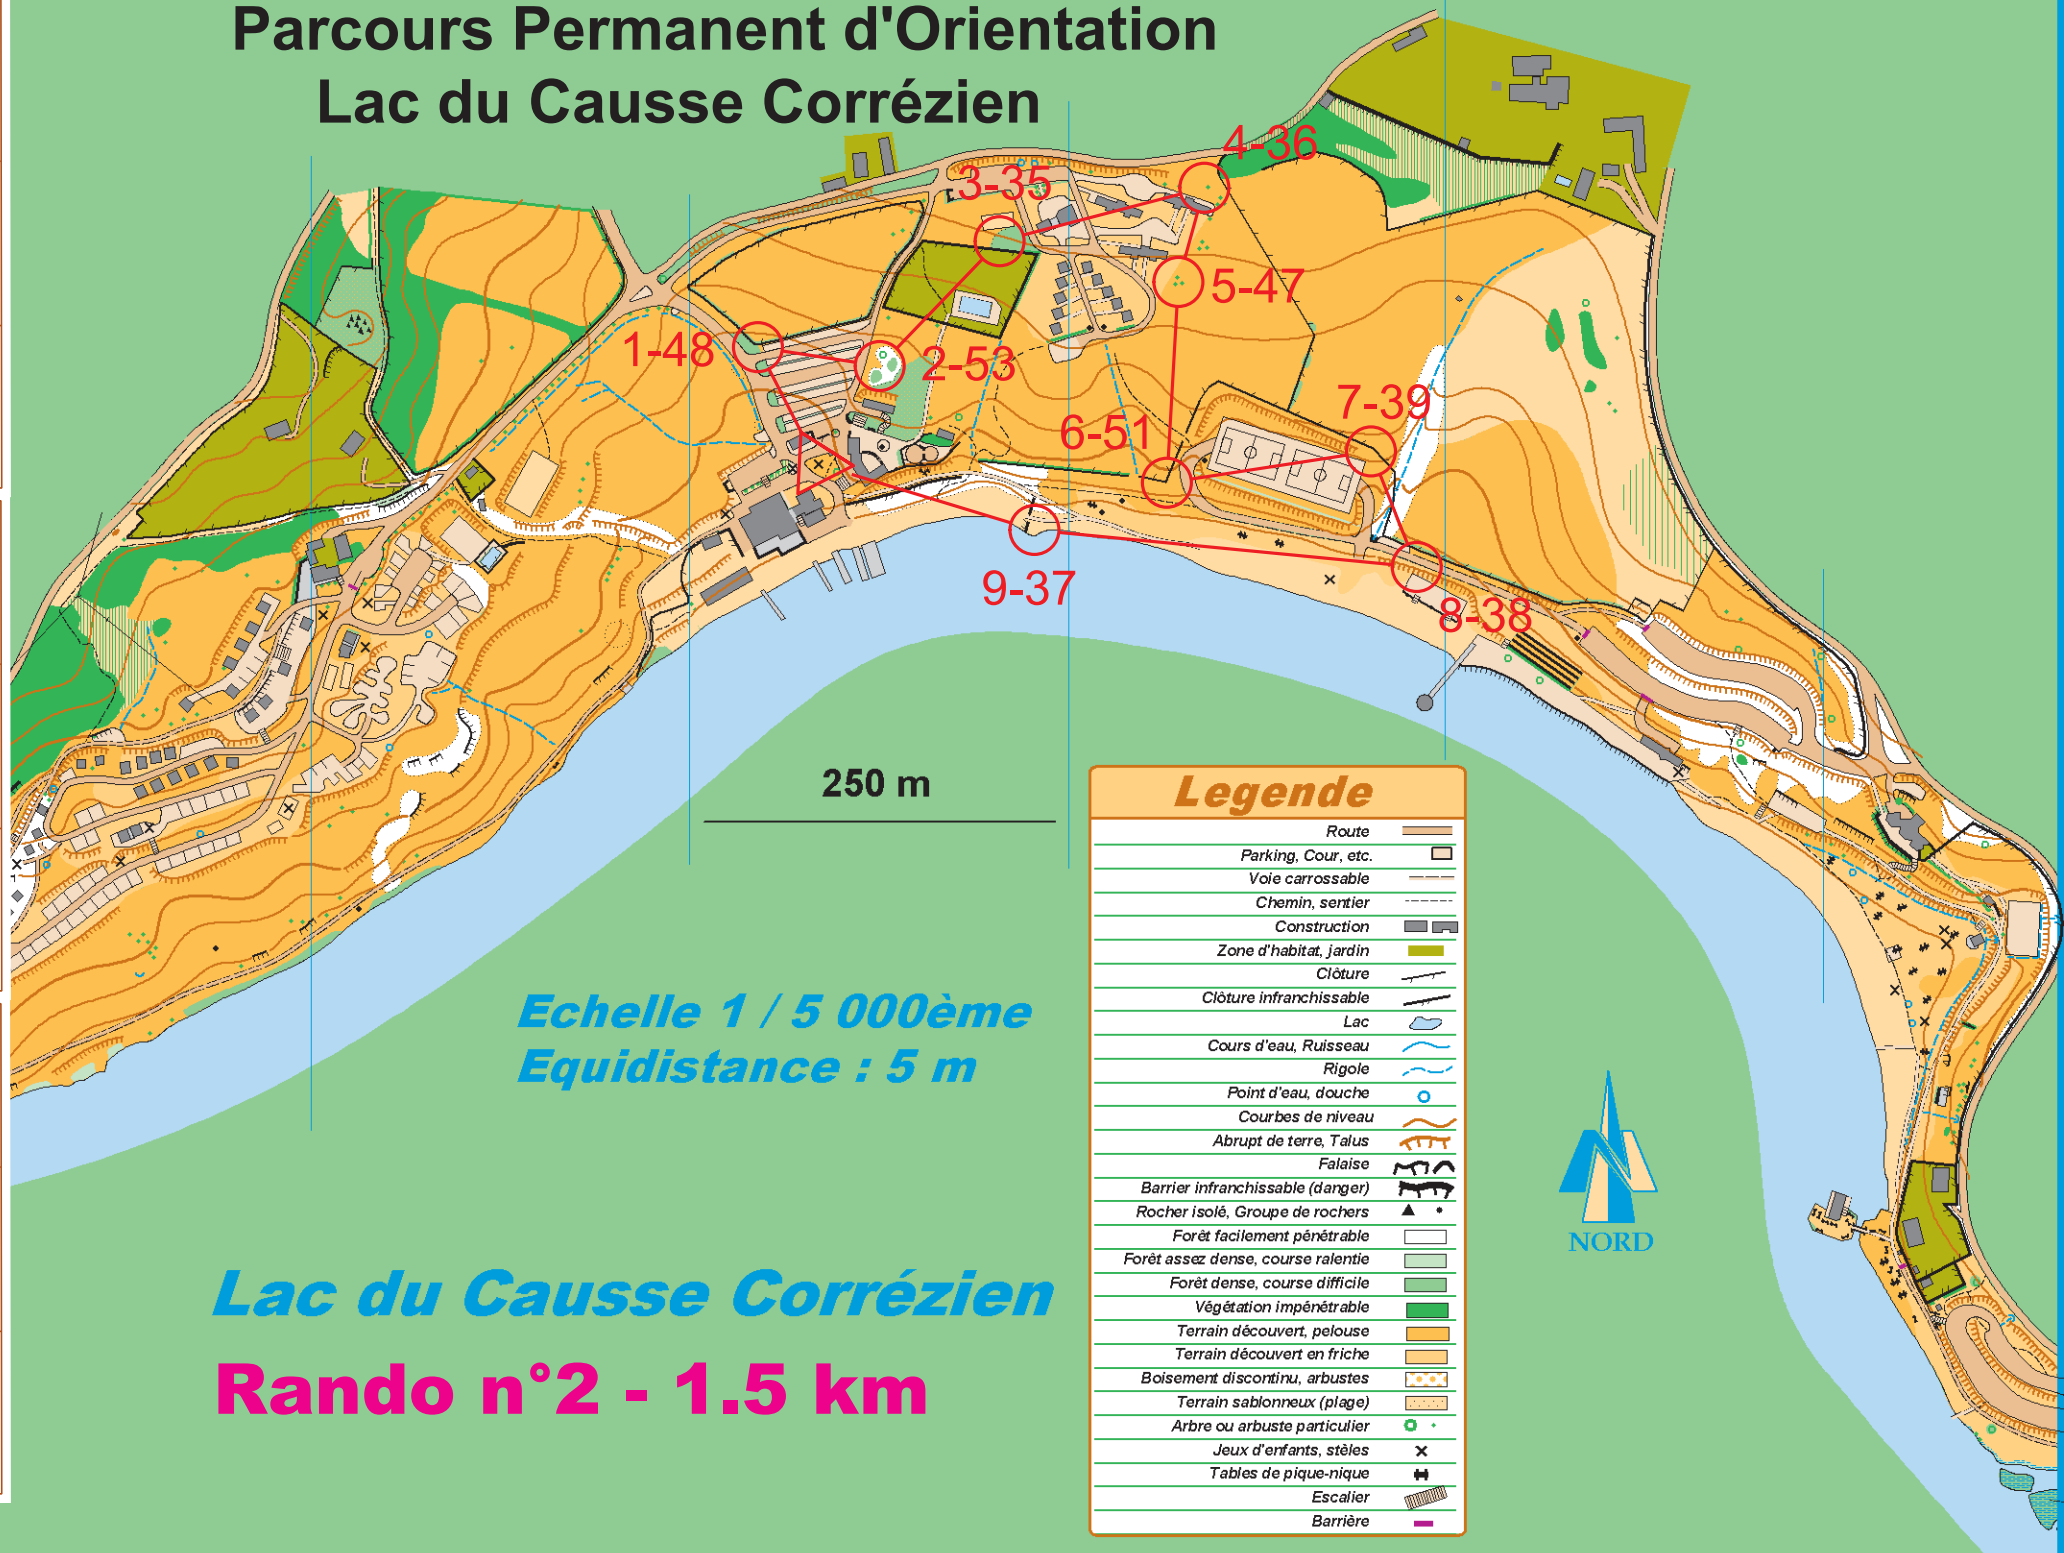 Parcours Permanent d'Orientation
Lac du Causse Corrézien
4-36
3-35
5-47
1-48
2-53
7-39
6-51
9-37
8-38
250 m
Legende
Route
Parking, Cour, etc.
Voie carrossable
Chemin, sentier
Construction
Zone d'habitat, jardin
Clôture
Clôture infranchissable
Lac
Cours d'eau, Ruisseau
Rigole
Point d'eau, douche
Courbes de niveau
Abrupt de terre, Talus
Falaise
Barrier infranchissable (danger)
Rocher isolé, Groupe de rochers
Forêt facilement pénétrable
Forêt assez dense, course ralentie
Forêt dense, course difficile
Végétation impénétrable
Terrain découvert, pelouse
Terrain découvert en friche
Boisement discontinu, arbustes
Terrain sablonneux (plage)
Arbre ou arbuste particulier
Jeux d'enfants, stèles
Tables de pique-nique
Escalier
Barrière
Echelle 1 / 5 000ème
Equidistance : 5 m
NORD
Lac du Causse Corrézien
Rando n°2 - 1.5 km